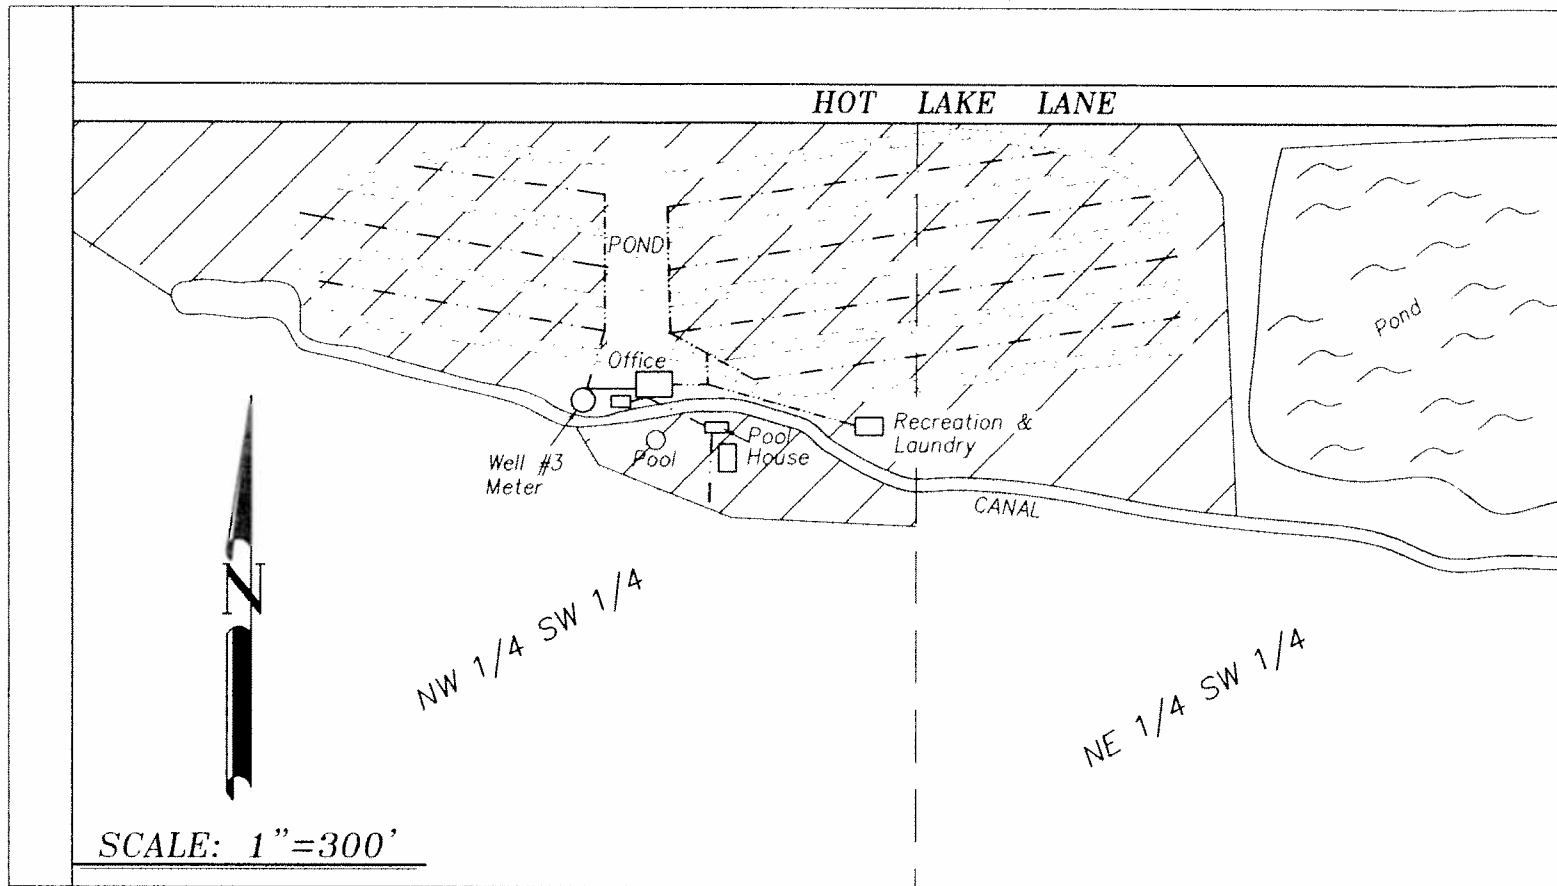 HOT LAKE LANE
POND
Pond
Office
Recreation &
Laundry
Pool
House
Pool
Well #3
Meter
CANAL
N
NW 1/4 SW 1/4
NE 1/4 SW 1/4
SCALE: 1"=300'